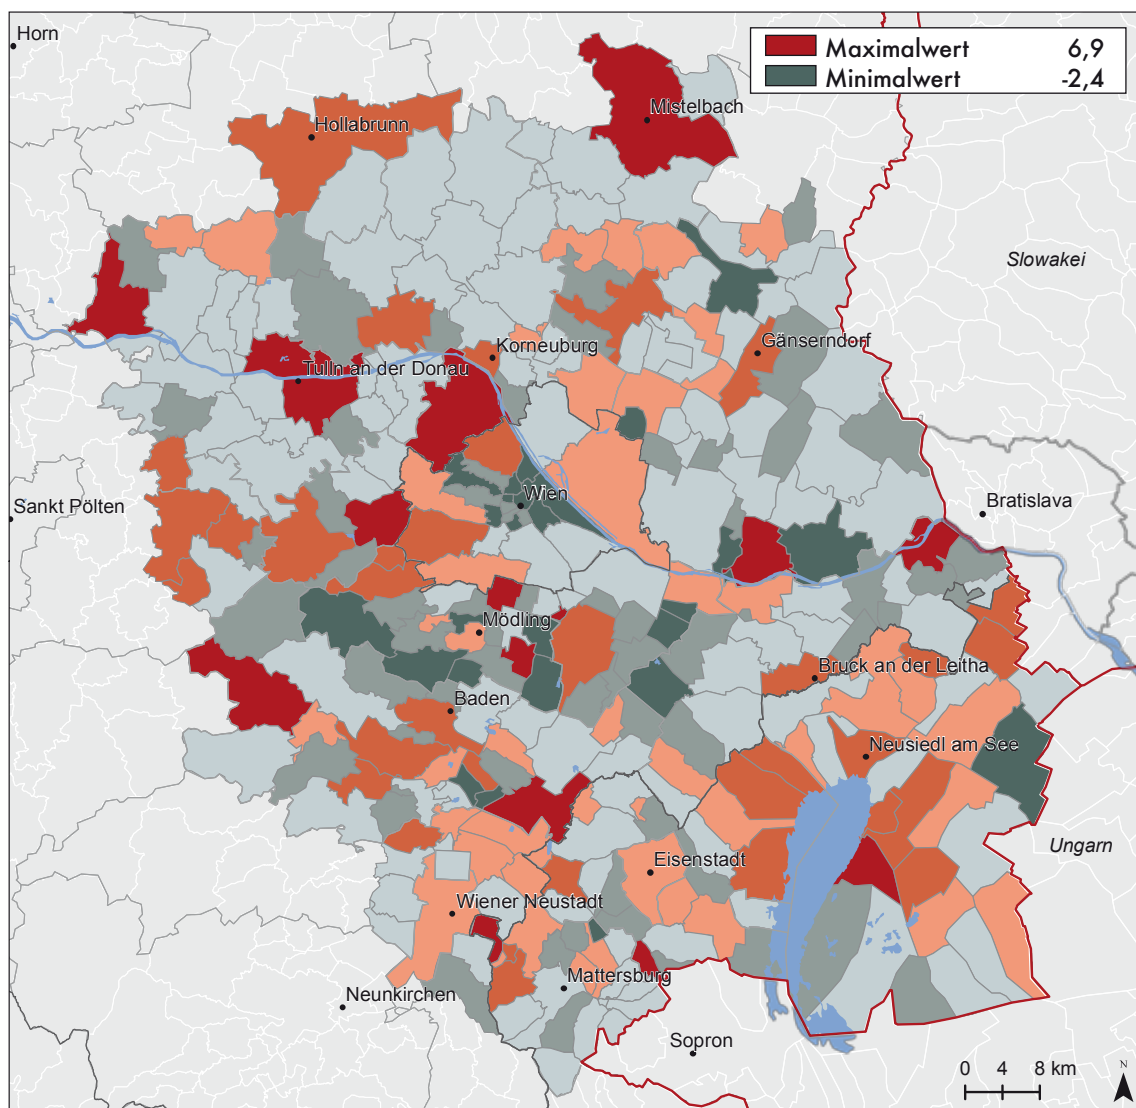 Horn
Maximalwert 6,9
Minimalwert -2,4
Mistelbach
Hollabrunn
Slowakei
Gänserndorf
Korneuburg
Tulln an der Donau
Wien
Bratislava
Sankt Pölten
Mödling
Bruck an der Leitha
Baden
Neusiedl am See
Ungarn
Eisenstadt
Wiener Neustadt
Mattersburg
Neunkirchen
Sopron
0 4 8 km
N